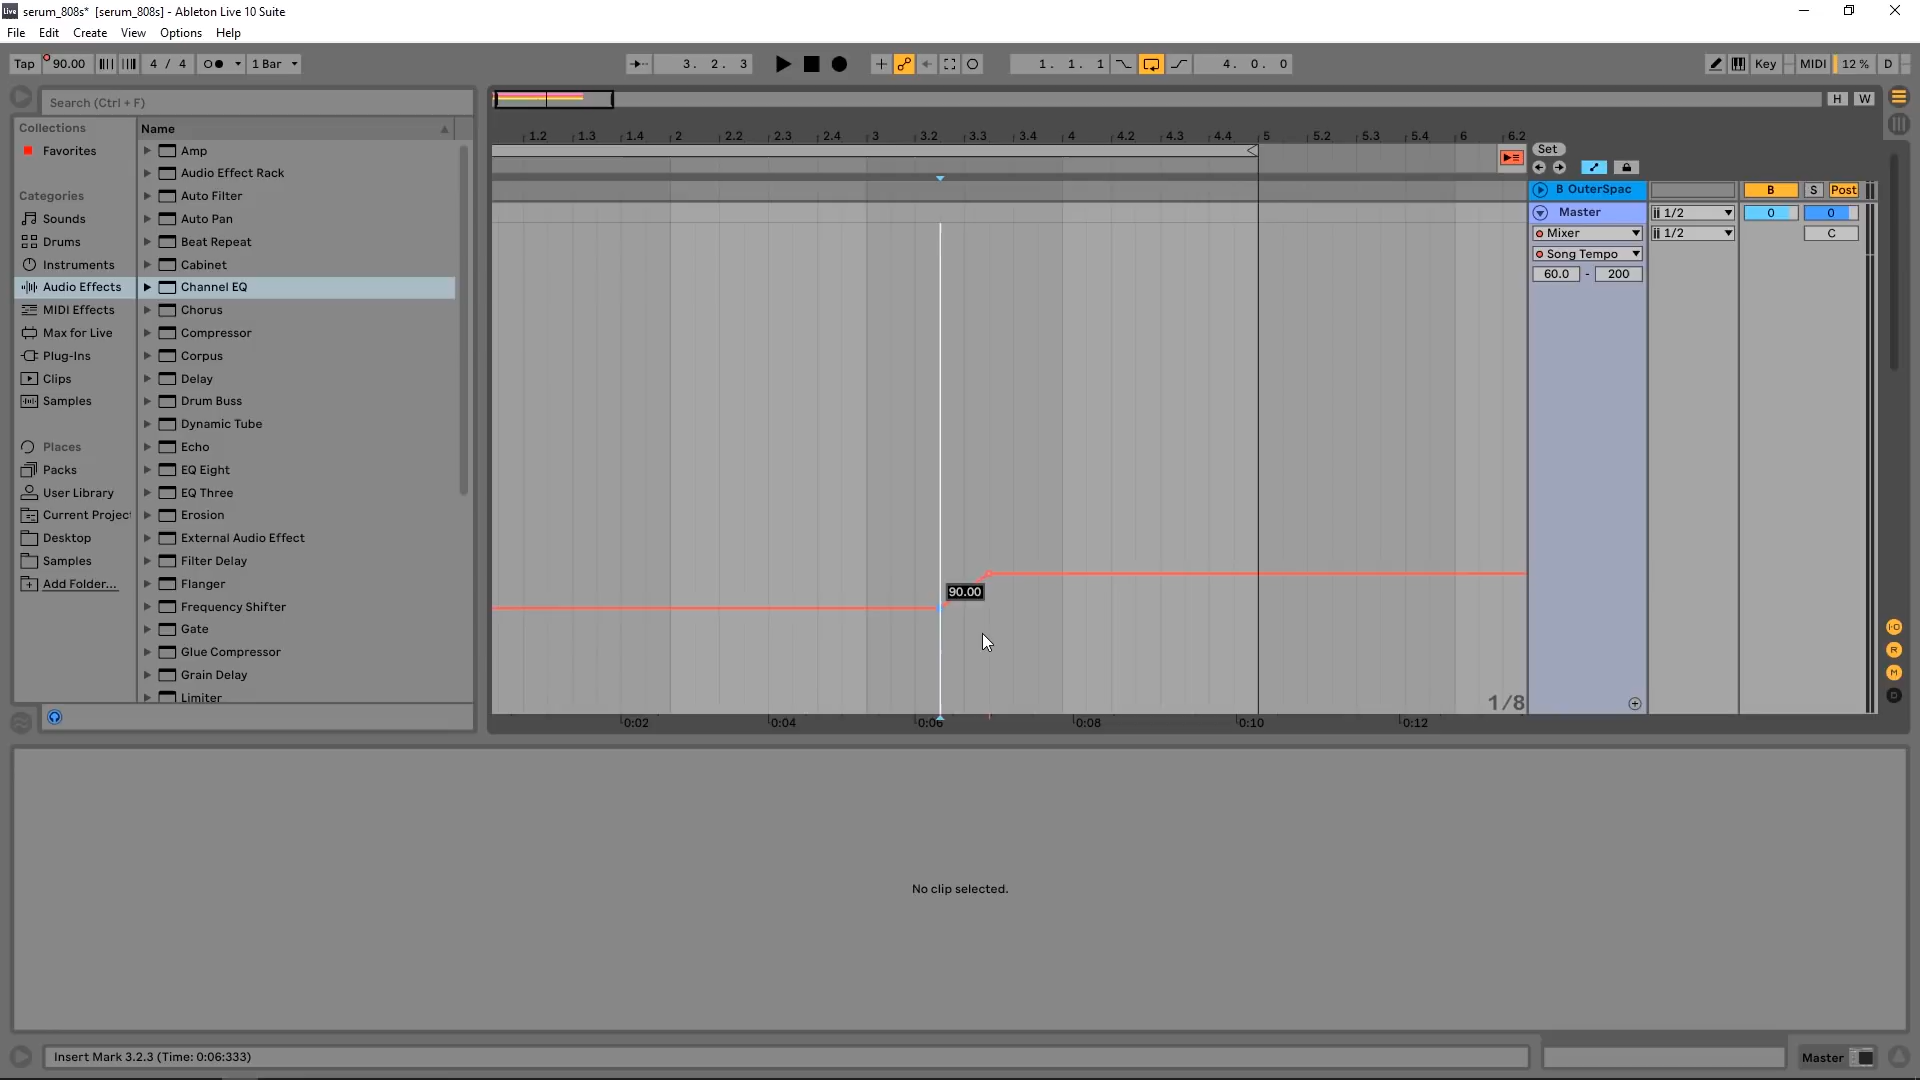 serum_808s* [serum_808s] - Ableton Live 10 Suite
File Edit Create View Options Help
Tap 90.00 4 / 4 1 Bar 3. 2. 3 1. 1. 1 4. 0. 0 Key MIDI 12 % D
Search (Ctrl + F)
H W
Collections
Favorites
Categories
Sounds
Drums
Instruments
Audio Effects
MIDI Effects
Max for Live
Plug-Ins
Clips
Samples
Places
Packs
User Library
Current Projec
Desktop
Samples
Add Folder...
Name
Amp
Audio Effect Rack
Auto Filter
Auto Pan
Beat Repeat
Cabinet
Channel EQ
Chorus
Compressor
Corpus
Delay
Drum Buss
Dynamic Tube
Echo
EQ Eight
EQ Three
Erosion
External Audio Effect
Filter Delay
Flanger
Frequency Shifter
Gate
Glue Compressor
Grain Delay
Limiter
1.2 1.3 1.4 2 2.2 2.3 2.4 3 3.2 3.3 3.4 4 4.2 4.3 4.4 5 5.2 5.3 5.4 6 6.2
Set
B OuterSpac B S Post
Master 1/2 0 0
Mixer 1/2 C
Song Tempo
60.0 - 200
90.00
1/8
0:02 0:04 0:06 0:08 0:10 0:12
I·O
R
M
D
No clip selected.
Insert Mark 3.2.3 (Time: 0:06:333)
Master